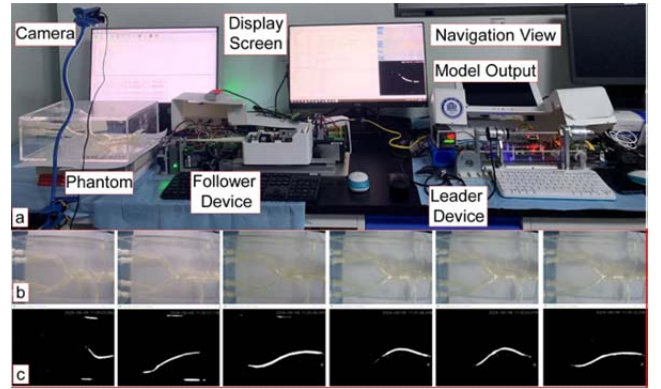 Camera
Display
Screen
Navigation View
Model Output
Phantom
Follower
Device
Leader
Device
a
b
c